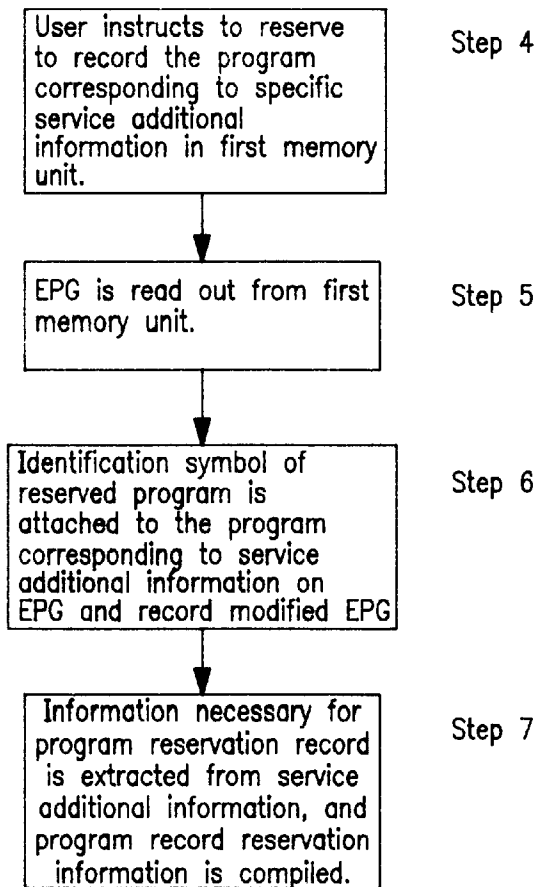 User instructs to reserve
to record the program
corresponding to specific
service additional
information in first memory
unit.
Step 4
EPG is read out from first
memory unit.
Step 5
Identification symbol of
reserved program is
attached to the program
corresponding to service
additional information on
EPG and record modified EPG
Step 6
Information necessary for
program reservation record
is extracted from service
additional information, and
program record reservation
information is compiled.
Step 7